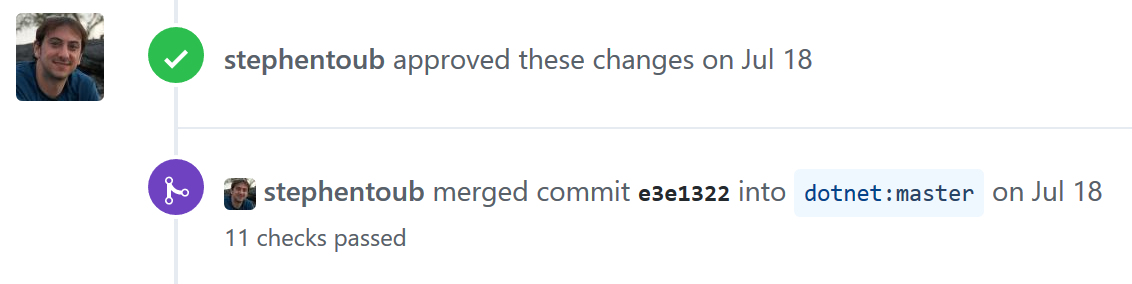 stephentoub approved these changes on Jul 18
stephentoub merged commit e3e1322 into dotnet:master on Jul 18
11 checks passed